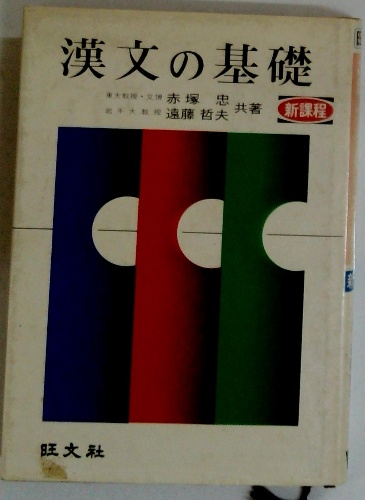 漢文の基礎
東大教授・文博 赤塚 忠
岩手大教授 遠藤哲夫
共著
新課程
旺文社